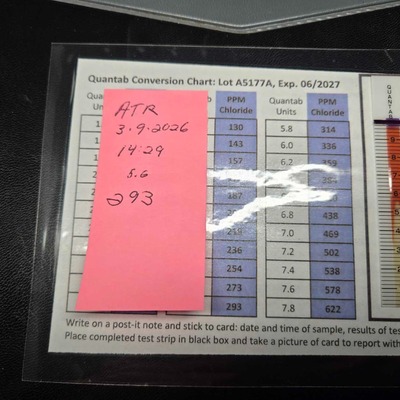 Quantab Conversion Chart: Lot A5177A, Exp. 06/2027
PPM Chloride Quantab Units PPM Chloride
130 5.8 314
143 6.0 336
157 6.2 359
187
6.8 438
7.0 469
236 7.2 502
254 7.4 538
273 7.6 578
293 7.8 622
ATR
3.9.2026
14:29
5.6
293
Write on a post-it note and stick to card: date and time of sample, results of
Place completed test strip in black box and take a picture of card to report